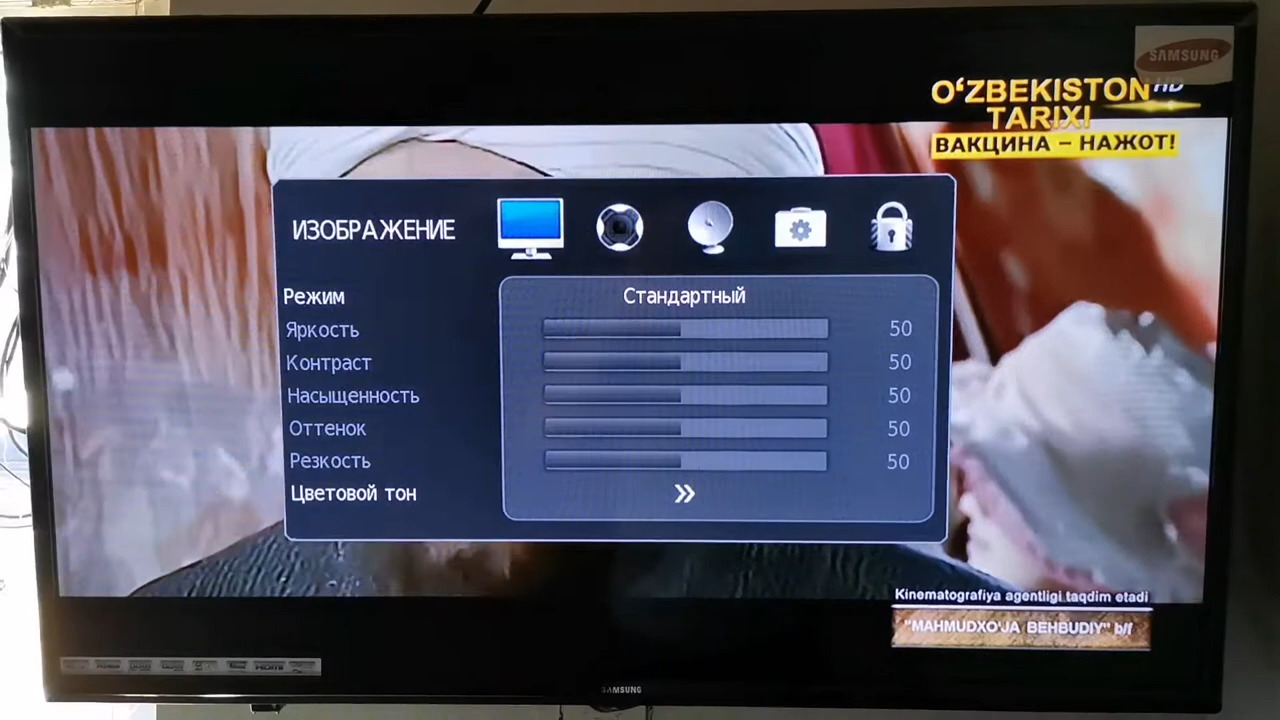 SAMSUNG
HD
O‘ZBEKISTON
TARIXI
ВАКЦИНА – НАЖОТ!
ИЗОБРАЖЕНИЕ
Режим Стандартный
Яркость 50
Контраст 50
Насыщенность 50
Оттенок 50
Резкость 50
Цветовой тон »
Kinematografiya agentligi taqdim etadi
"MAHMUDXO'JA BEHBUDIY" b/f
HDMI
SAMSUNG